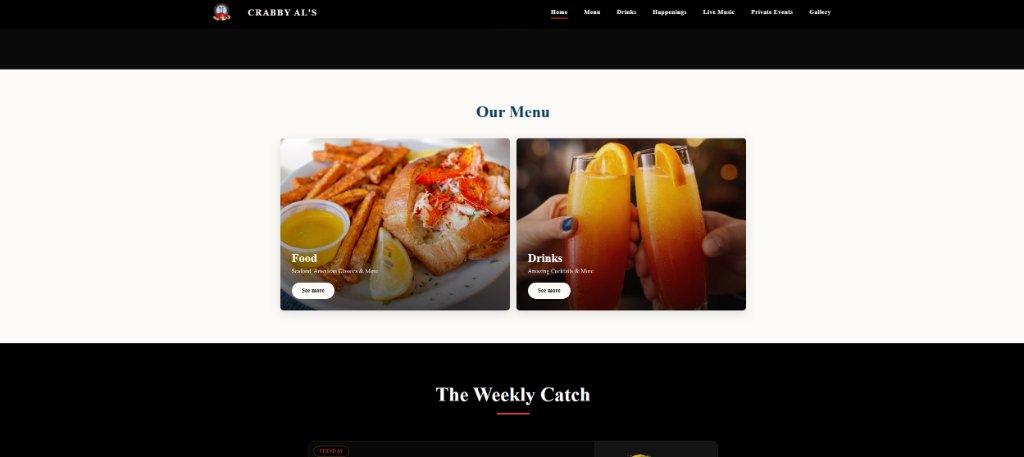 CRABBY AL'S
Home Menu Drinks Happenings Live Music Private Events Gallery
Our Menu
Food
Seafood, American Classics & More
See more
Drinks
Amazing Cocktails & More
See more
The Weekly Catch
TUESDAY